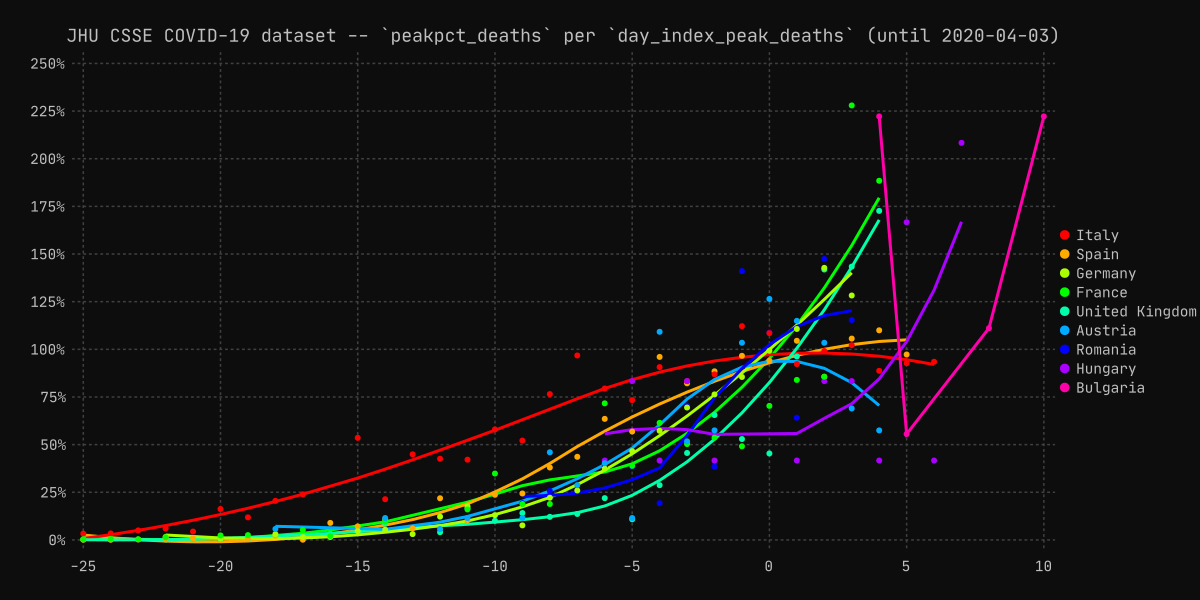 JHU CSSE COVID-19 dataset -- `peakpct_deaths` per `day_index_peak_deaths` (until 2020-04-03)
250%
225%
200%
175%
150%
125%
100%
75%
50%
25%
0%
-25
-20
-15
-10
-5
0
5
10
Italy
Spain
Germany
France
United Kingdom
Austria
Romania
Hungary
Bulgaria